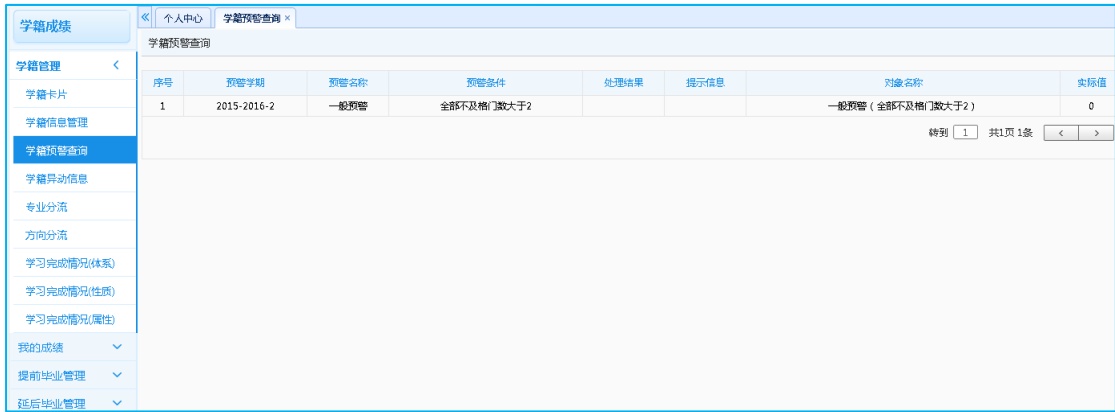 学籍成绩
学籍管理
学籍卡片
学籍信息管理
学籍预警查询
学籍异动信息
专业分流
方向分流
学习完成情况(体系)
学习完成情况(性质)
学习完成情况(属性)
我的成绩
提前毕业管理
延后毕业管理
个人中心 学籍预警查询 ×
学籍预警查询
序号 预警学期 预警名称 预警条件 处理结果 提示信息 对象名称 实际值
1 2015-2016-2 一般预警 全部不及格门数大于2 一般预警（全部不及格门数大于2） 0
转到 1 共1页 1条